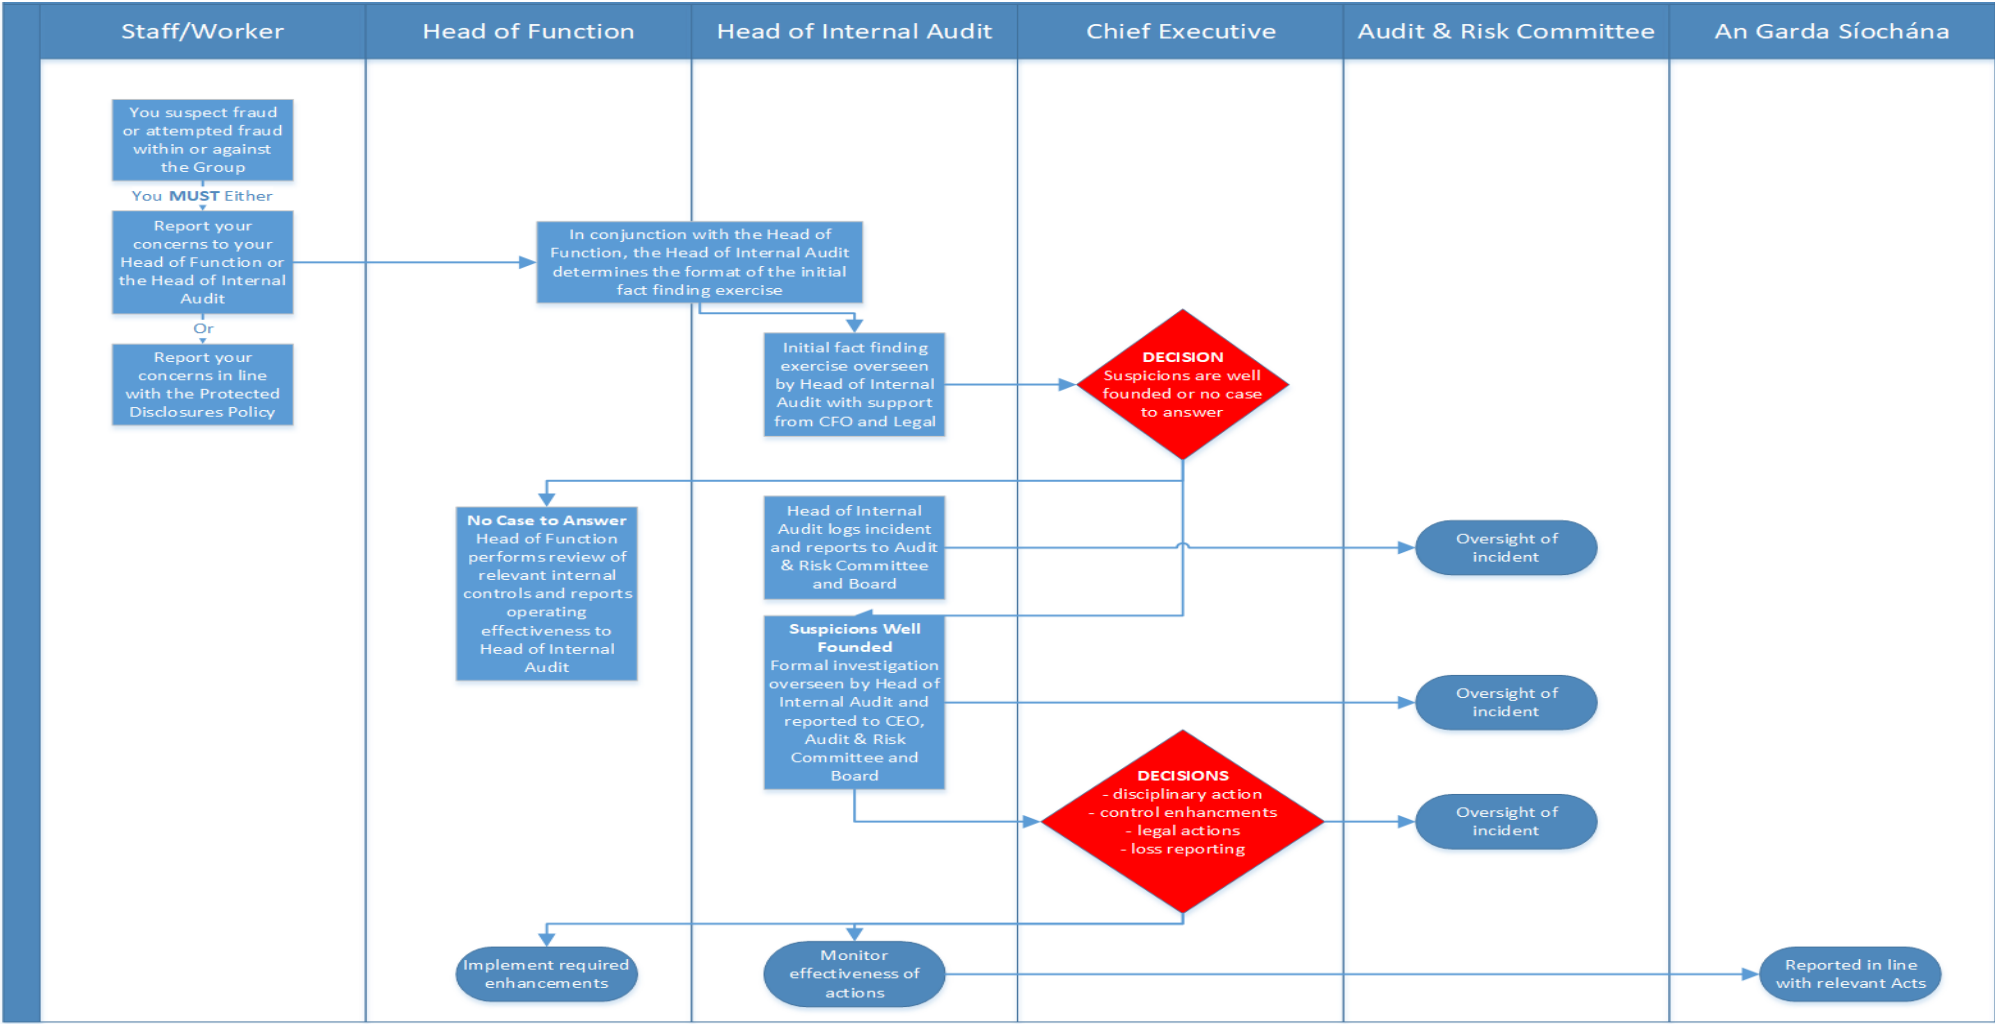 Staff/Worker
Head of Function
Head of Internal Audit
Chief Executive
Audit & Risk Committee
An Garda Síochána
You suspect fraud
or attempted fraud
within or against
the Group
You MUST Either
Report your
concerns to your
Head of Function or
the Head of Internal
Audit
Or
Report your
concerns in line
with the Protected
Disclosures Policy
In conjunction with the Head of
Function, the Head of Internal Audit
determines the format of the initial
fact finding exercise
Initial fact finding
exercise overseen
by Head of Internal
Audit with support
from CFO and Legal
DECISION
Suspicions are well
founded or no case
to answer
No Case to Answer
Head of Function
performs review of
relevant internal
controls and reports
operating
effectiveness to
Head of Internal
Audit
Head of Internal
Audit logs incident
and reports to Audit
& Risk Committee
and Board
Oversight of
incident
Suspicions Well
Founded
Formal investigation
overseen by Head of
Internal Audit and
reported to CEO,
Audit & Risk
Committee and
Board
Oversight of
incident
DECISIONS
- disciplinary action
- control enhancments
- legal actions
- loss reporting
Oversight of
incident
Implement required
enhancements
Monitor
effectiveness of
actions
Reported in line
with relevant Acts